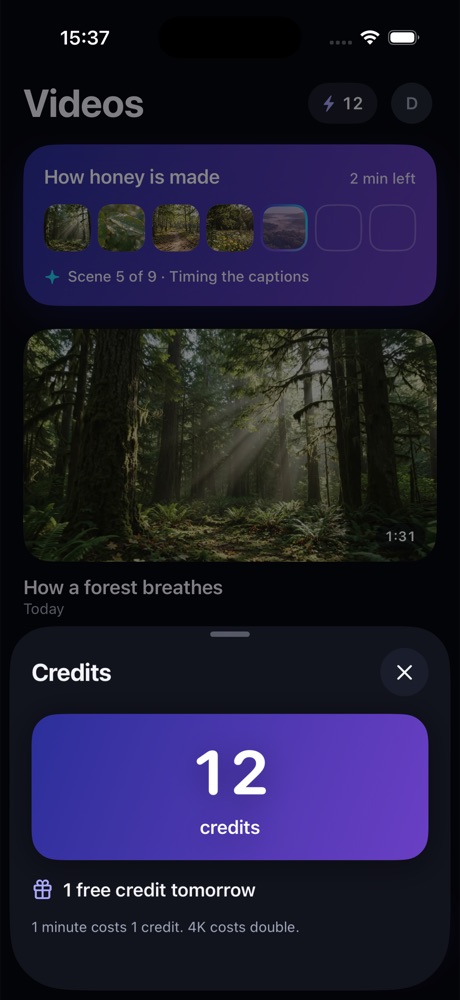 15:37
Videos
12
D
How honey is made
2 min left
Scene 5 of 9 · Timing the captions
1:31
How a forest breathes
Today
Credits
12
credits
1 free credit tomorrow
1 minute costs 1 credit. 4K costs double.